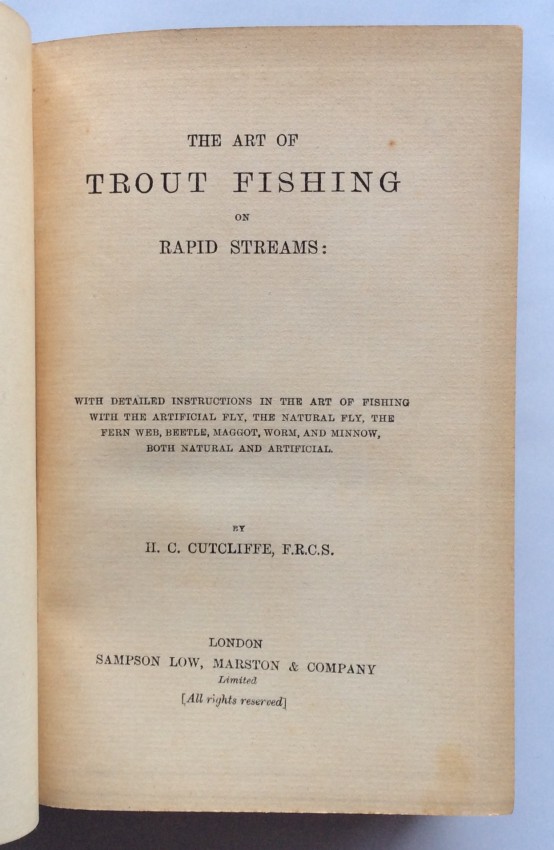 THE ART OF
TROUT FISHING
ON
RAPID STREAMS:
WITH DETAILED INSTRUCTIONS IN THE ART OF FISHING
WITH THE ARTIFICIAL FLY, THE NATURAL FLY, THE
FERN WEB, BEETLE, MAGGOT, WORM, AND MINNOW,
BOTH NATURAL AND ARTIFICIAL.
BY
H. C. CUTCLIFFE, F.R.C.S.
LONDON
SAMPSON LOW, MARSTON & COMPANY
Limited
[All rights reserved]